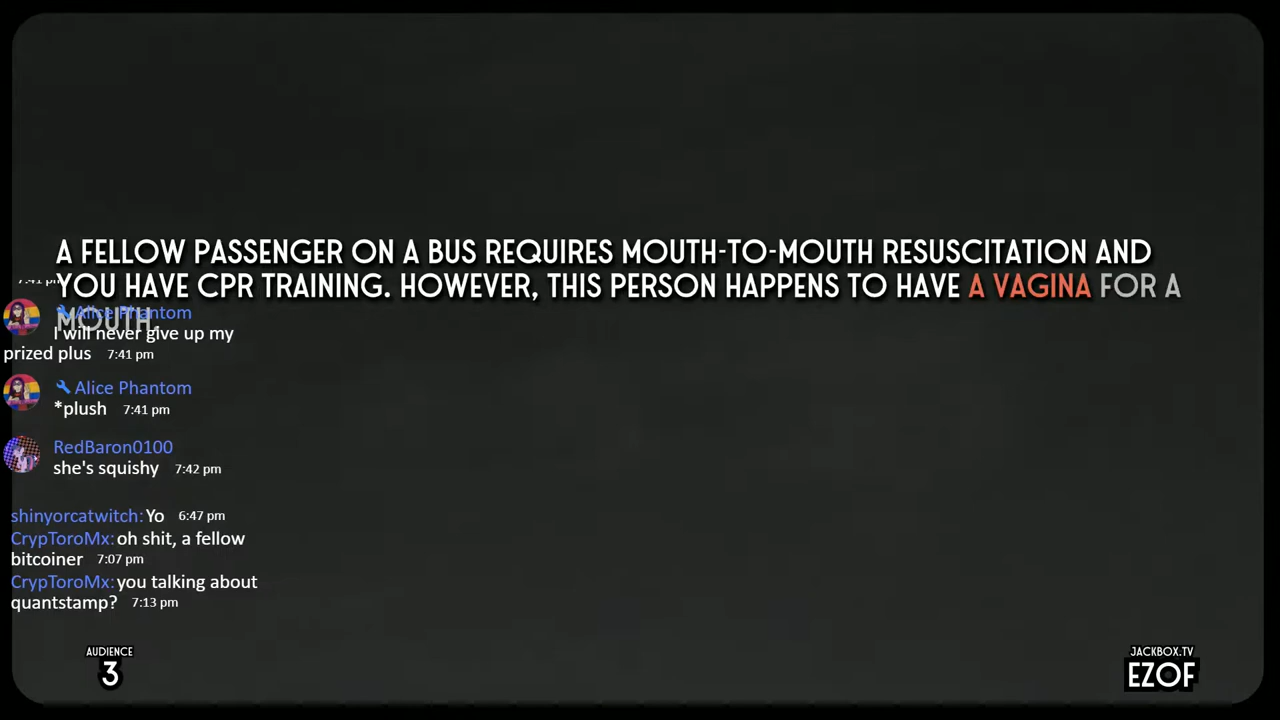 A FELLOW PASSENGER ON A BUS REQUIRES MOUTH-TO-MOUTH RESUSCITATION AND
YOU HAVE CPR TRAINING. HOWEVER, THIS PERSON HAPPENS TO HAVE A VAGINA FOR A
MOUTH.
7:41 pm
Alice Phantom
I will never give up my
prized plus 7:41 pm
Alice Phantom
*plush 7:41 pm
RedBaron0100
she's squishy 7:42 pm
shinyorcatwitch: Yo 6:47 pm
CrypToroMx: oh shit, a fellow
bitcoiner 7:07 pm
CrypToroMx: you talking about
quantstamp? 7:13 pm
AUDIENCE
3
JACKBOX.TV
EZOF